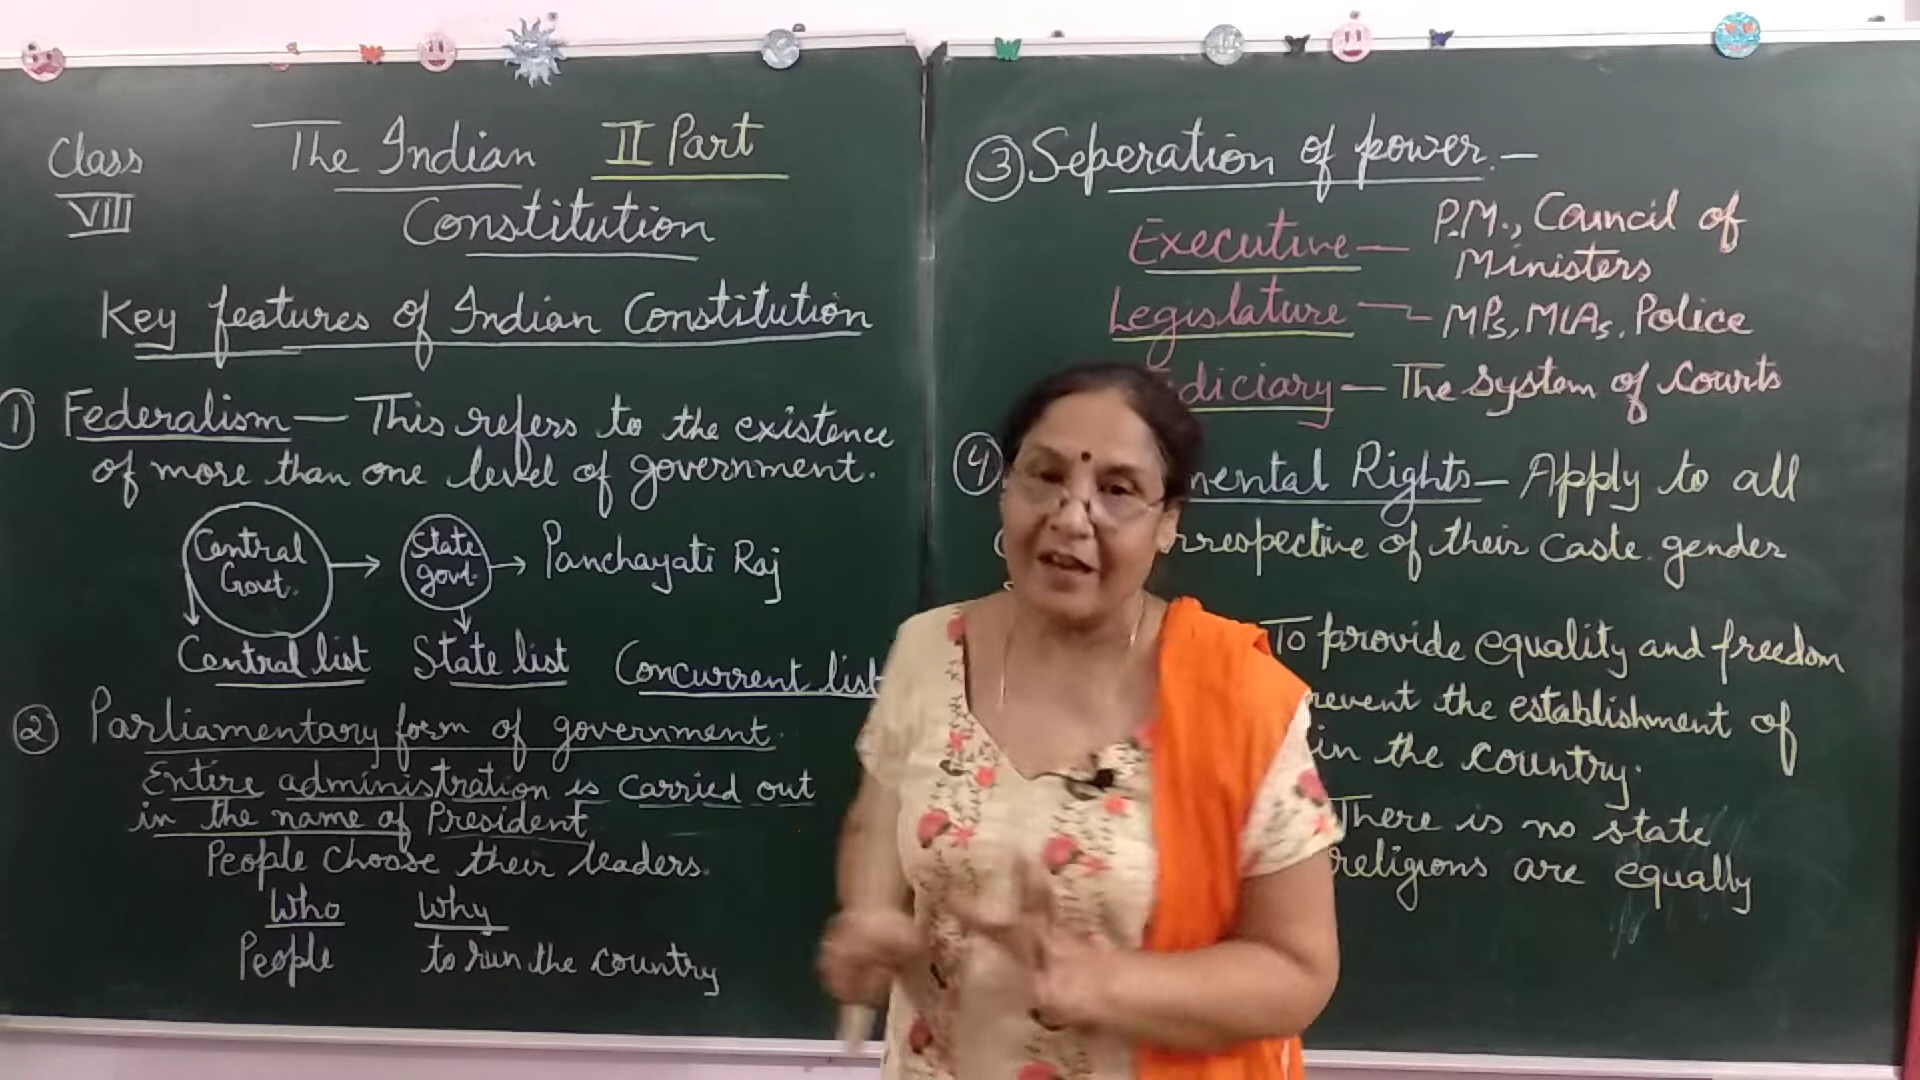 Class
VIII
The Indian II Part
Constitution
Key features of Indian Constitution
① Federalism — This refers to the existence
of more than one level of government.
Central Govt. → State govt. → Panchayati Raj
Central list State list Concurrent list
② Parliamentary form of government.
Entire administration is carried out
in the name of President
People choose their leaders.
Who Why
People to run the country
③ Seperation of power. —
Executive — P.M., Council of
Ministers
Legislature — MPs, MLAs, Police
diciary — The system of courts
④ mental Rights — Apply to all
rrespective of their caste. gender
To provide equality and freedom
revent the establishment of
in the country.
There is no state
religions are equally